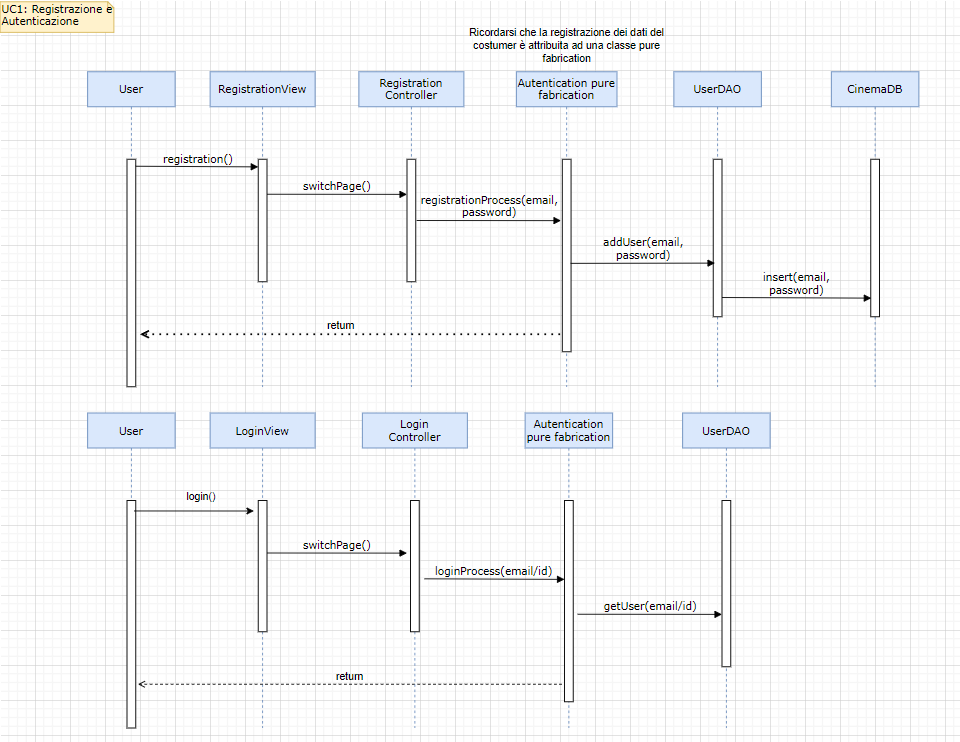 UC1: Registrazione e
Autenticazione
Ricordarsi che la registrazione dei dati del
costumer è attribuita ad una classe pure
fabrication
User
RegistrationView
Registration
Controller
Autentication pure
fabrication
UserDAO
CinemaDB
registration()
switchPage()
registrationProcess(email,
password)
addUser(email,
password)
insert(email,
password)
return
User
LoginView
Login
Controller
Autentication
pure fabrication
UserDAO
login()
switchPage()
loginProcess(email/id)
getUser(email/id)
return